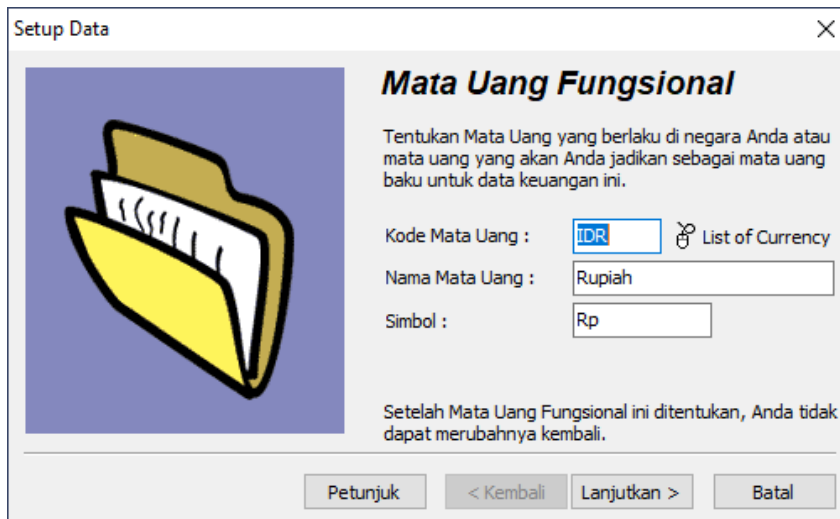 Setup Data
Mata Uang Fungsional
Tentukan Mata Uang yang berlaku di negara Anda atau
mata uang yang akan Anda jadikan sebagai mata uang
baku untuk data keuangan ini.
Kode Mata Uang : IDR List of Currency
Nama Mata Uang : Rupiah
Simbol : Rp
Setelah Mata Uang Fungsional ini ditentukan, Anda tidak
dapat merubahnya kembali.
Petunjuk < Kembali Lanjutkan > Batal